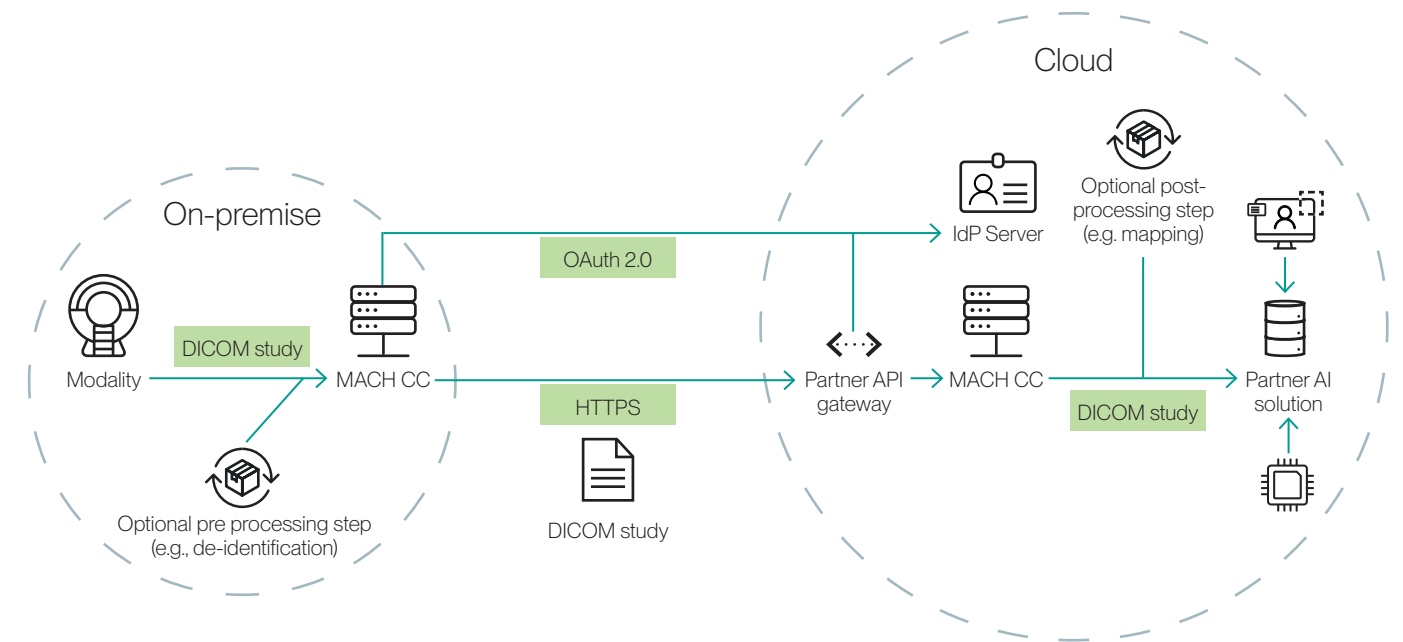 Cloud
On-premise
Optional post-
processing step
(e.g. mapping)
IdP Server
OAuth 2.0
DICOM study
Modality
MACH CC
HTTPS
Partner API
gateway
MACH CC
DICOM study
Partner AI
solution
Optional pre processing step
(e.g., de-identification)
DICOM study